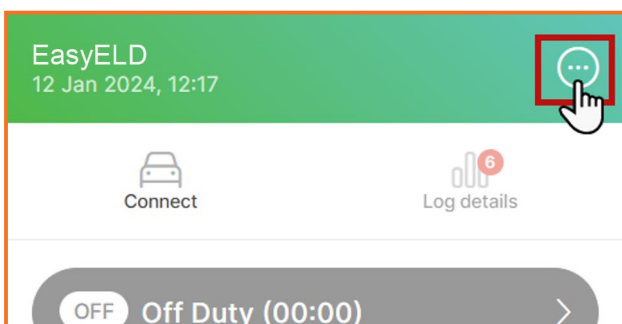 EasyELD
12 Jan 2024, 12:17
6
Connect
Log details
OFF Off Duty (00:00)